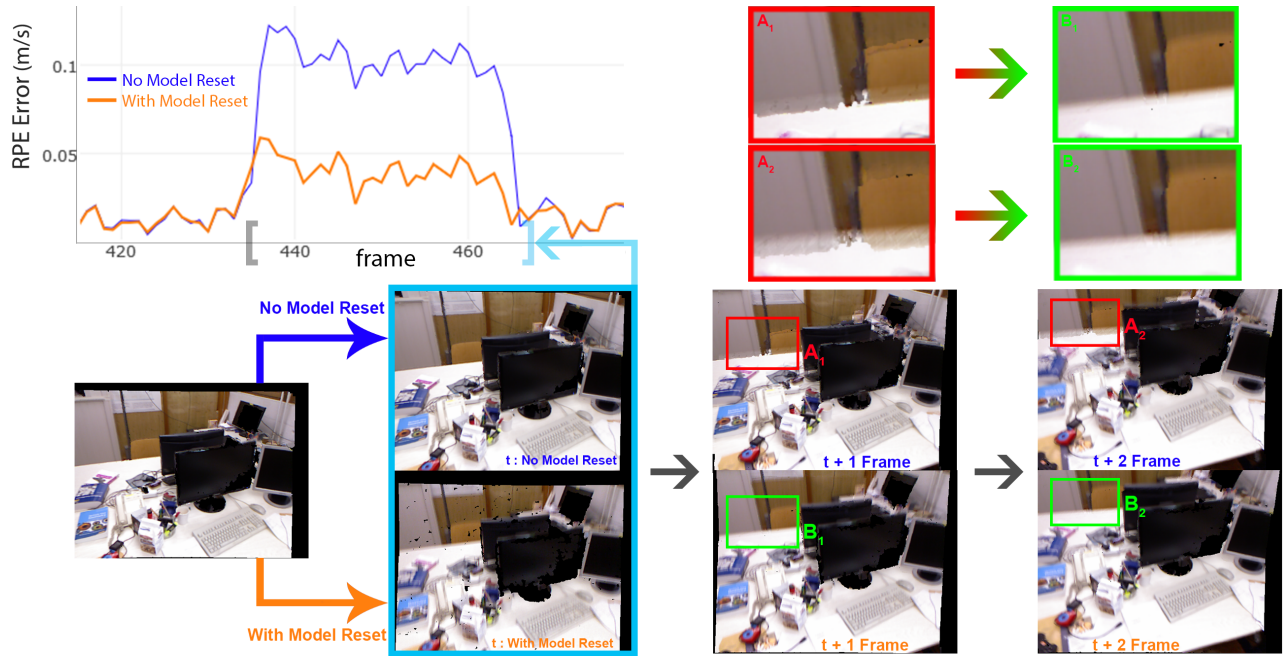 RPE Error (m/s)
0.1
0.05
No Model Reset
With Model Reset
420
440
460
frame
A1
B1
A2
B2
No Model Reset
With Model Reset
t : No Model Reset
t : With Model Reset
A1
t + 1 Frame
A2
t + 2 Frame
B1
t + 1 Frame
B2
t + 2 Frame